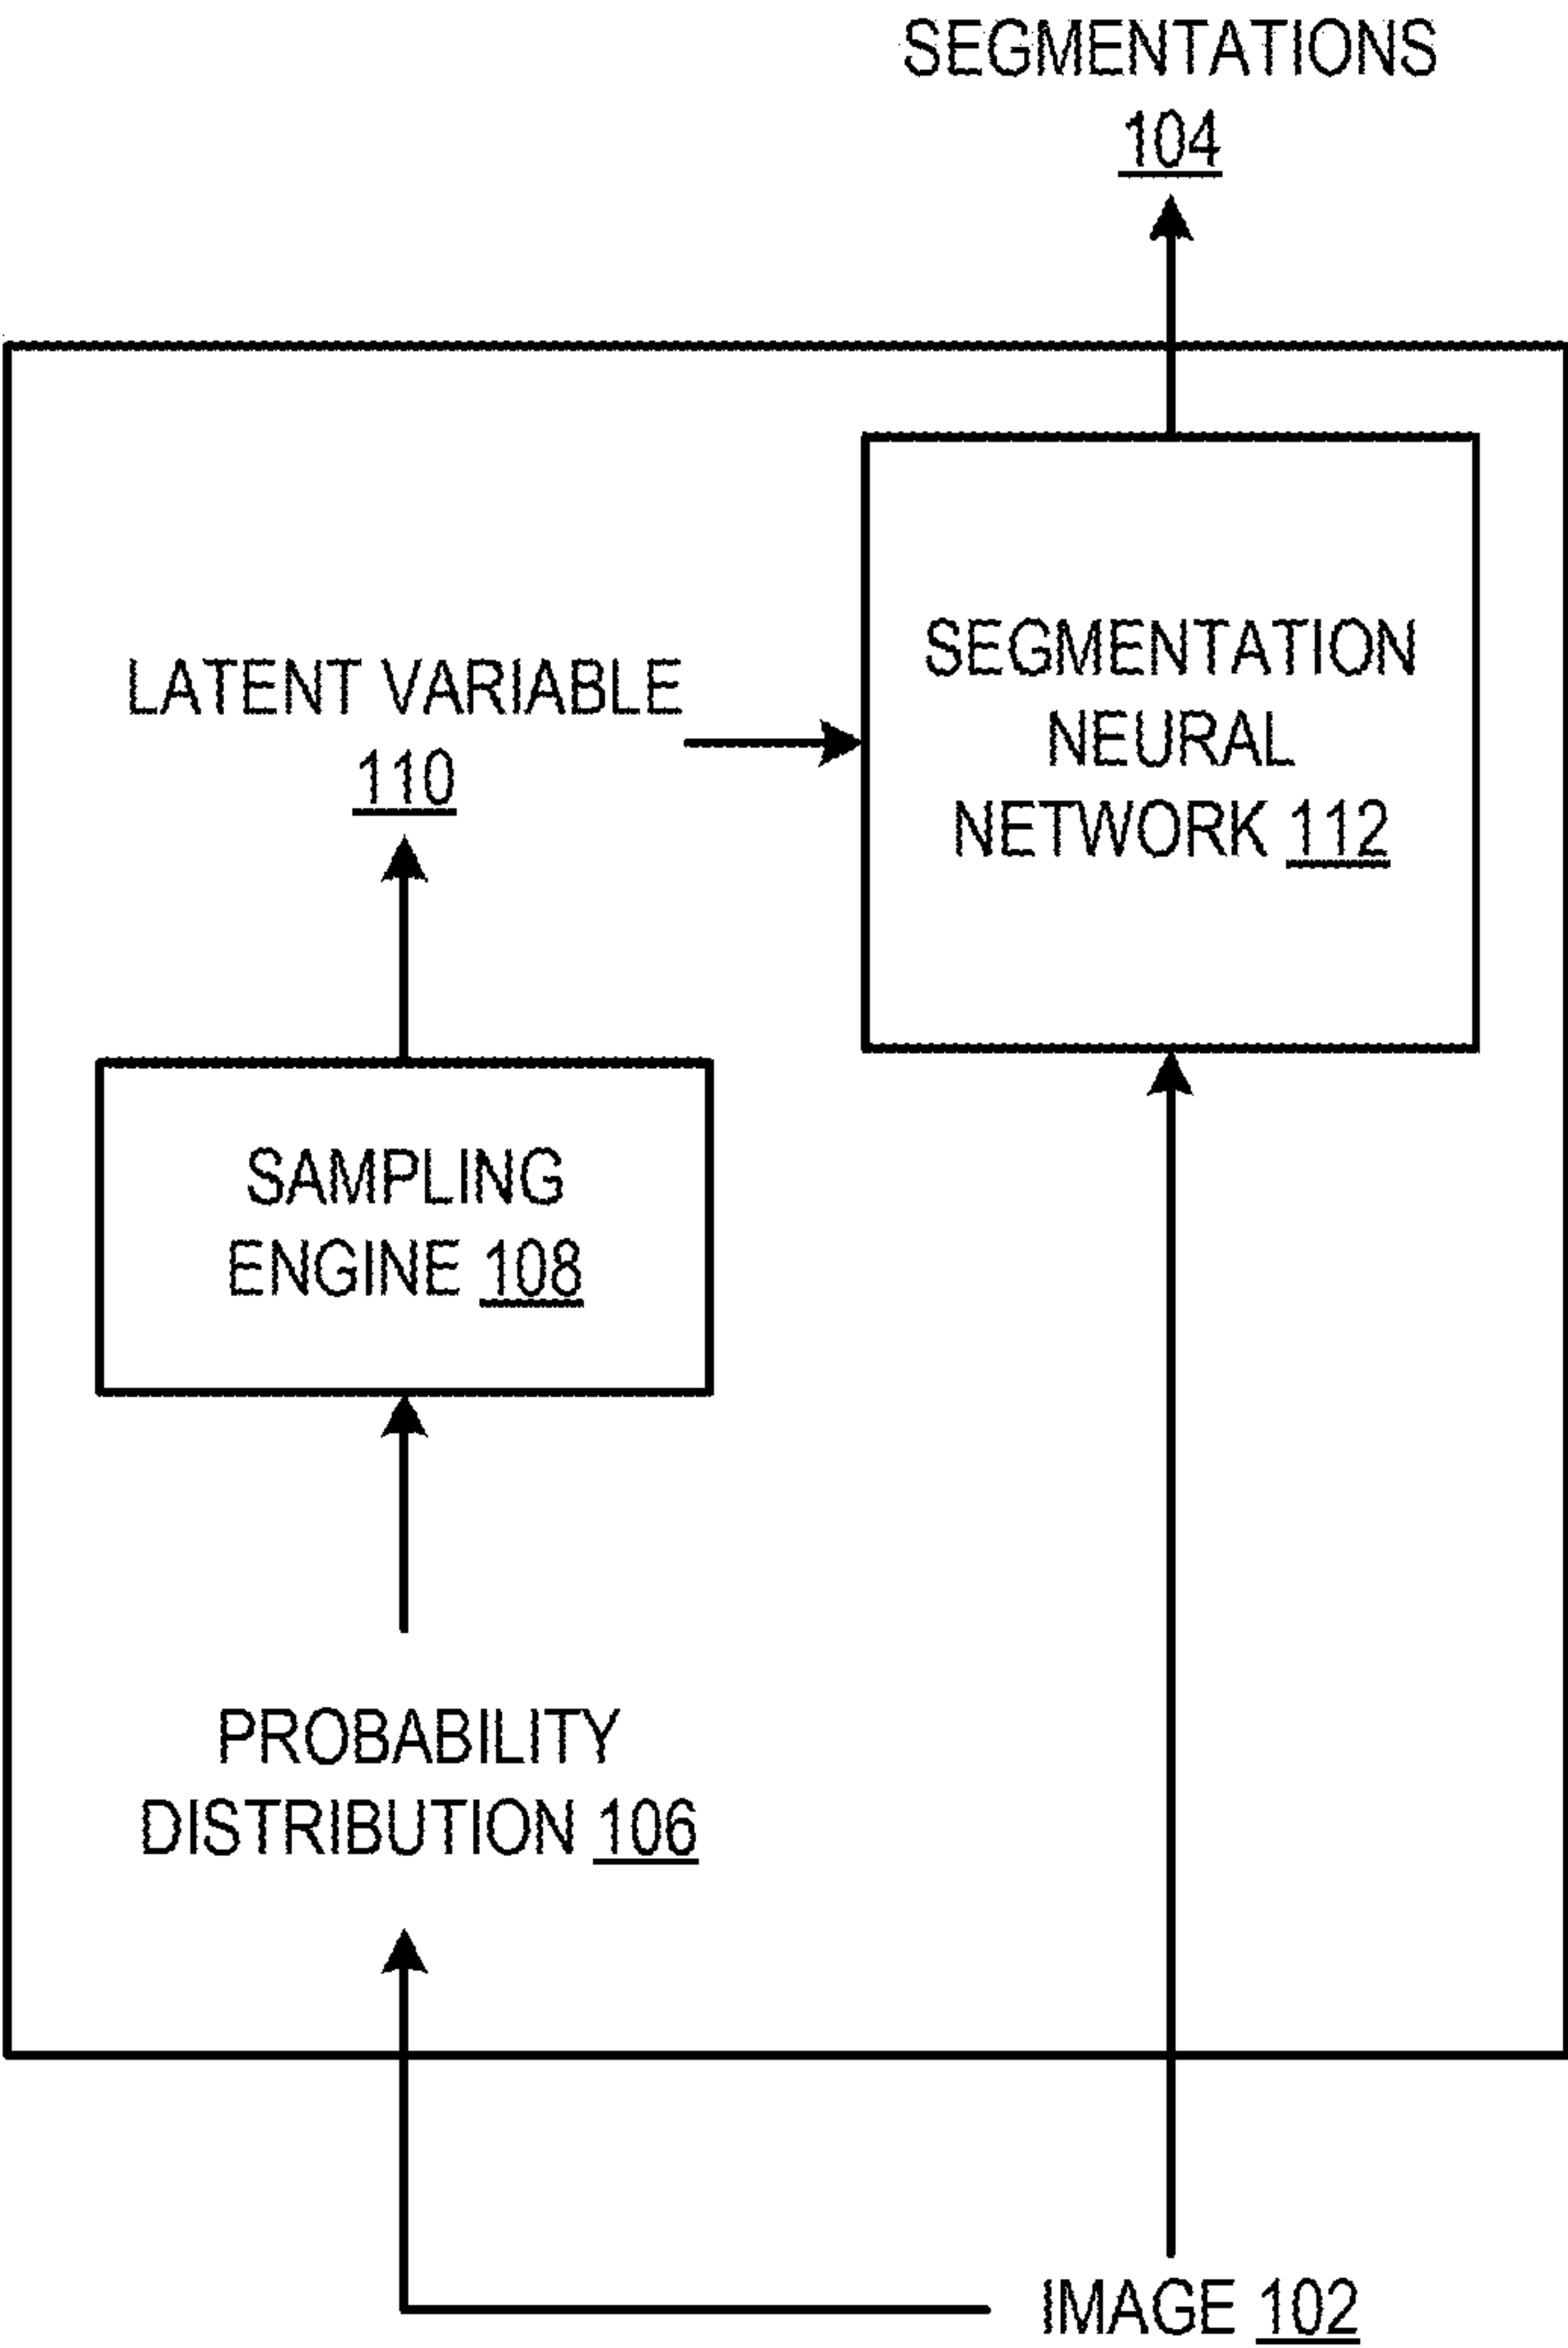 SEGMENTATIONS
104
SEGMENTATION
NEURAL
NETWORK 112
LATENT VARIABLE
110
SAMPLING
ENGINE 108
PROBABILITY
DISTRIBUTION 106
IMAGE 102